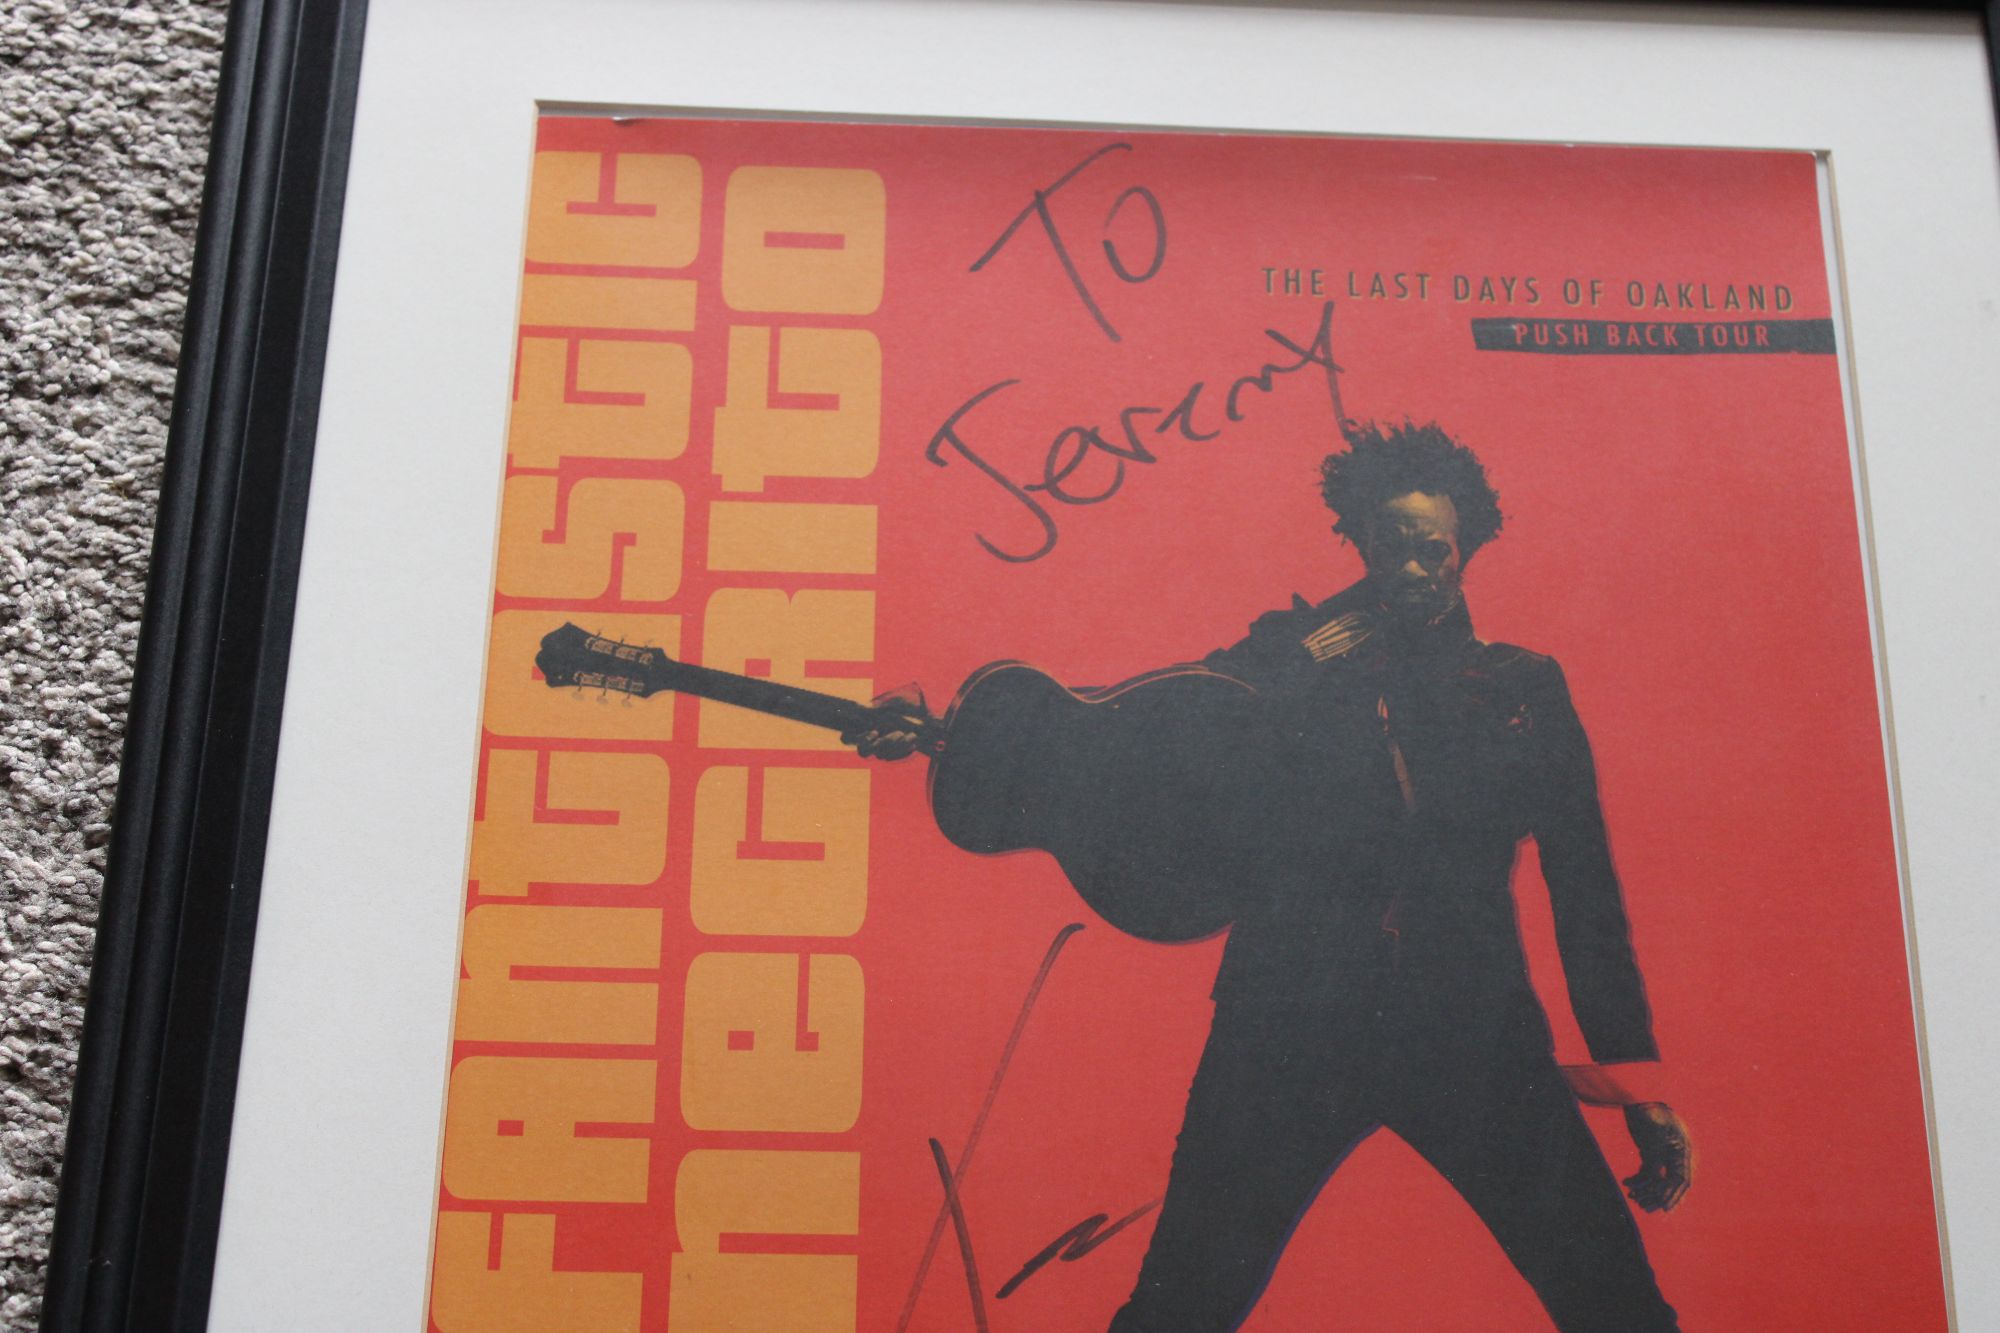 FANTASTIC
NEGRITO
To
Jeremy
THE LAST DAYS OF OAKLAND
PUSH BACK TOUR